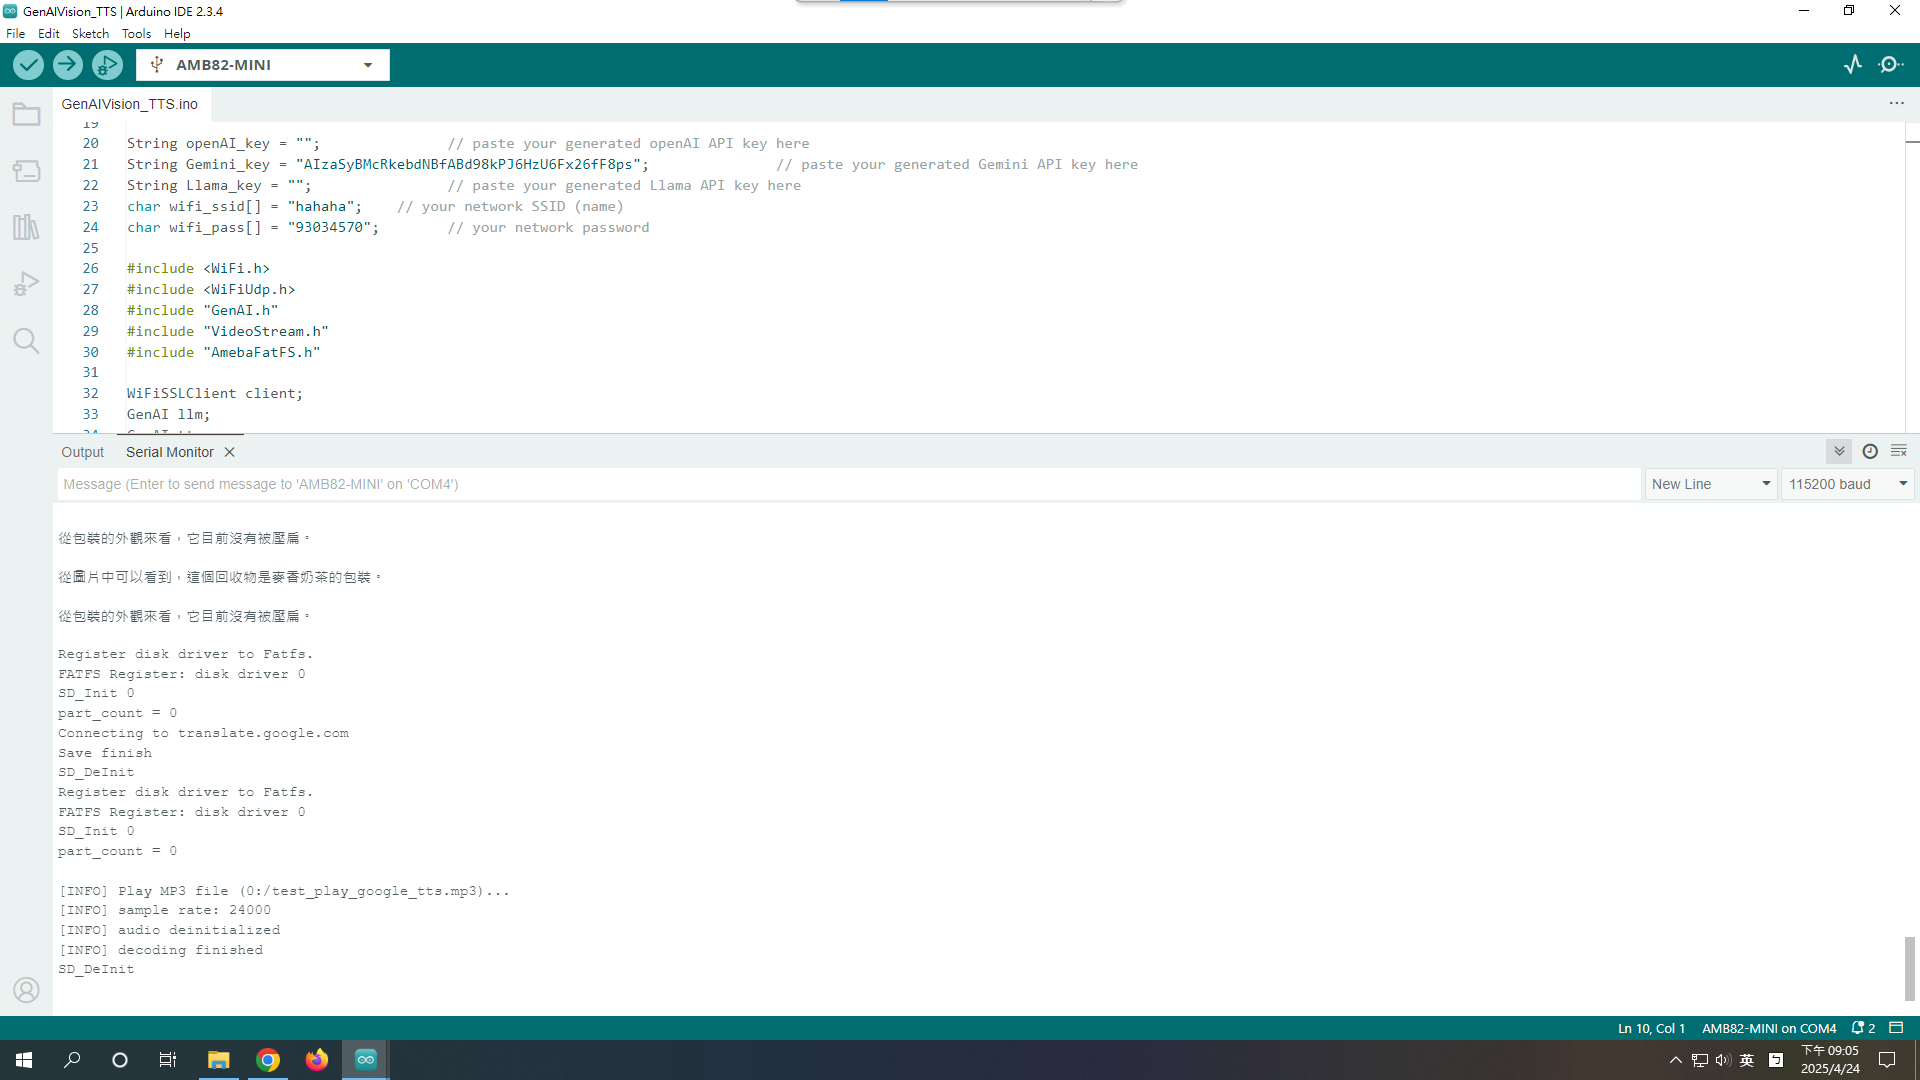 GenAIVision_TTS | Arduino IDE 2.3.4
File Edit Sketch Tools Help
AMB82-MINI
GenAIVision_TTS.ino
19
20 String openAI_key = ""; // paste your generated openAI API key here
21 String Gemini_key = "AIzaSyBMcRkebdNBfABd98kPJ6HzU6Fx26fF8ps"; // paste your generated Gemini API key here
22 String Llama_key = ""; // paste your generated Llama API key here
23 char wifi_ssid[] = "hahaha"; // your network SSID (name)
24 char wifi_pass[] = "93034570"; // your network password
25
26 #include <WiFi.h>
27 #include <WiFiUdp.h>
28 #include "GenAI.h"
29 #include "VideoStream.h"
30 #include "AmebaFatFS.h"
31
32 WiFiSSLClient client;
33 GenAI llm;
Output Serial Monitor
Message (Enter to send message to 'AMB82-MINI' on 'COM4')
New Line 115200 baud
從包裝的外觀來看，它目前沒有被壓扁。
從圖片中可以看到，這個回收物是麥香奶茶的包裝。
從包裝的外觀來看，它目前沒有被壓扁。
Register disk driver to Fatfs.
FATFS Register: disk driver 0
SD_Init 0
part_count = 0
Connecting to translate.google.com
Save finish
SD_DeInit
Register disk driver to Fatfs.
FATFS Register: disk driver 0
SD_Init 0
part_count = 0
[INFO] Play MP3 file (0:/test_play_google_tts.mp3)...
[INFO] sample rate: 24000
[INFO] audio deinitialized
[INFO] decoding finished
SD_DeInit
Ln 10, Col 1 AMB82-MINI on COM4 2
英
下午 09:05
2025/4/24